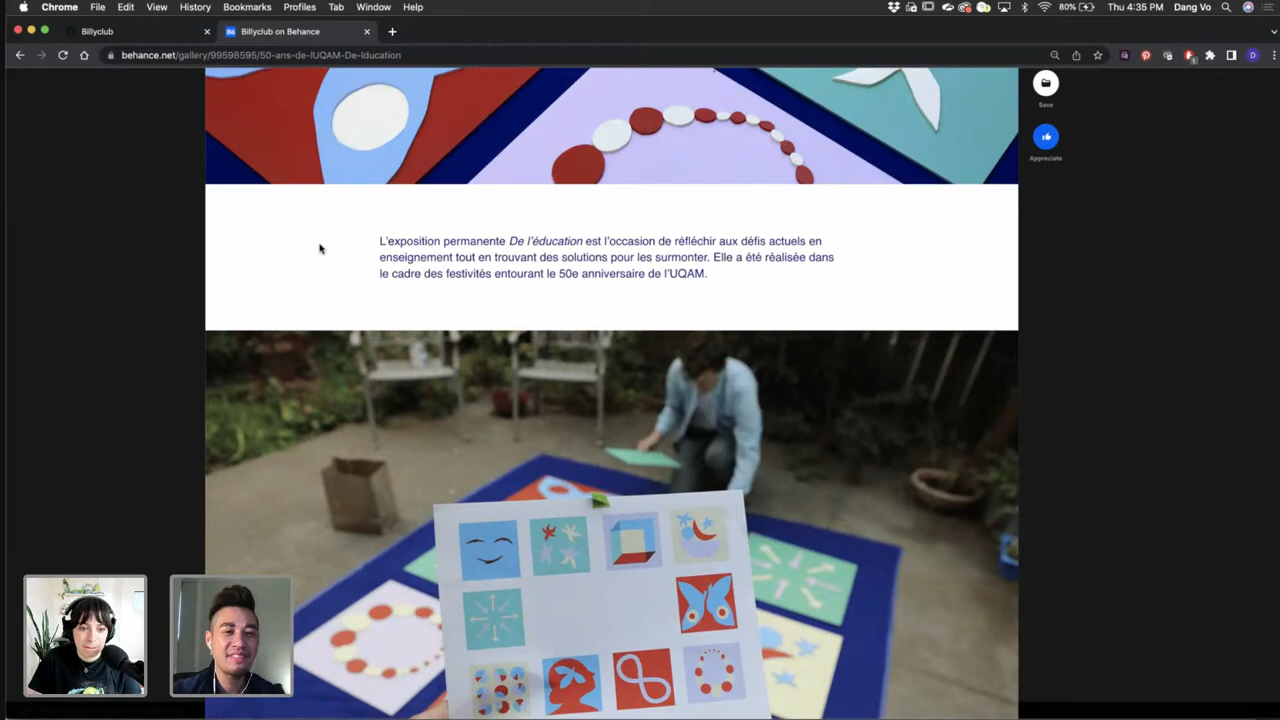 Chrome File Edit View History Bookmarks Profiles Tab Window Help 80% Thu 4:35 PM Dang Vo
Billyclub Billyclub on Behance
behance.net/gallery/99598595/50-ans-de-lUQAM-De-lducation D
Save
Appreciate
L'exposition permanente De l'éducation est l'occasion de réfléchir aux défis actuels en
enseignement tout en trouvant des solutions pour les surmonter. Elle a été réalisée dans
le cadre des festivités entourant le 50e anniversaire de l'UQAM.